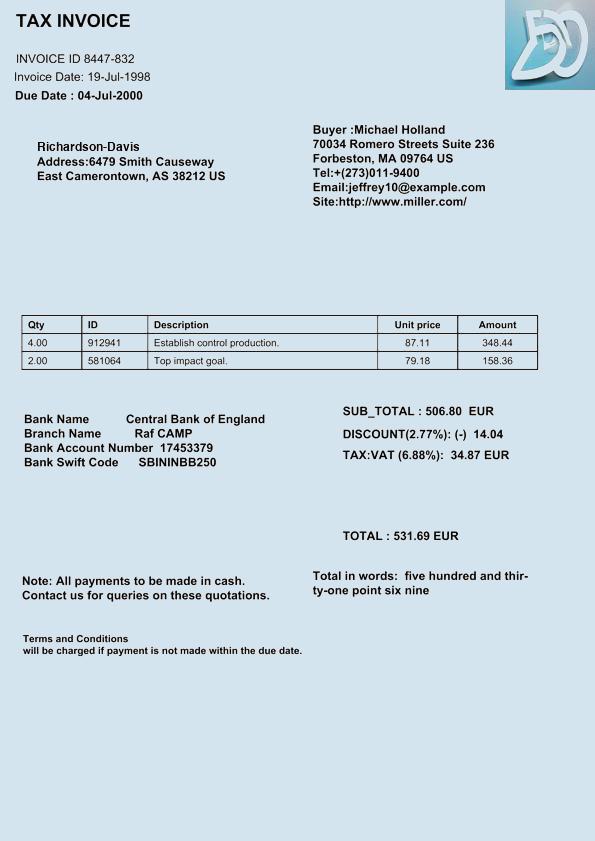 TAX INVOICE
INVOICE ID 8447-832
Invoice Date: 19-Jul-1998
Due Date : 04-Jul-2000
Richardson-Davis
Address:6479 Smith Causeway
East Camerontown, AS 38212 US
Buyer :Michael Holland
70034 Romero Streets Suite 236
Forbeston, MA 09764 US
Tel:+(273)011-9400
Email:jeffrey10@example.com
Site:http://www.miller.com/
Qty ID Description Unit price Amount
4.00 912941 Establish control production. 87.11 348.44
2.00 581064 Top impact goal. 79.18 158.36
Bank Name Central Bank of England
Branch Name Raf CAMP
Bank Account Number 17453379
Bank Swift Code SBININBB250
SUB_TOTAL : 506.80 EUR
DISCOUNT(2.77%): (-) 14.04
TAX:VAT (6.88%): 34.87 EUR
TOTAL : 531.69 EUR
Total in words: five hundred and thir-
ty-one point six nine
Note: All payments to be made in cash.
Contact us for queries on these quotations.
Terms and Conditions
will be charged if payment is not made within the due date.